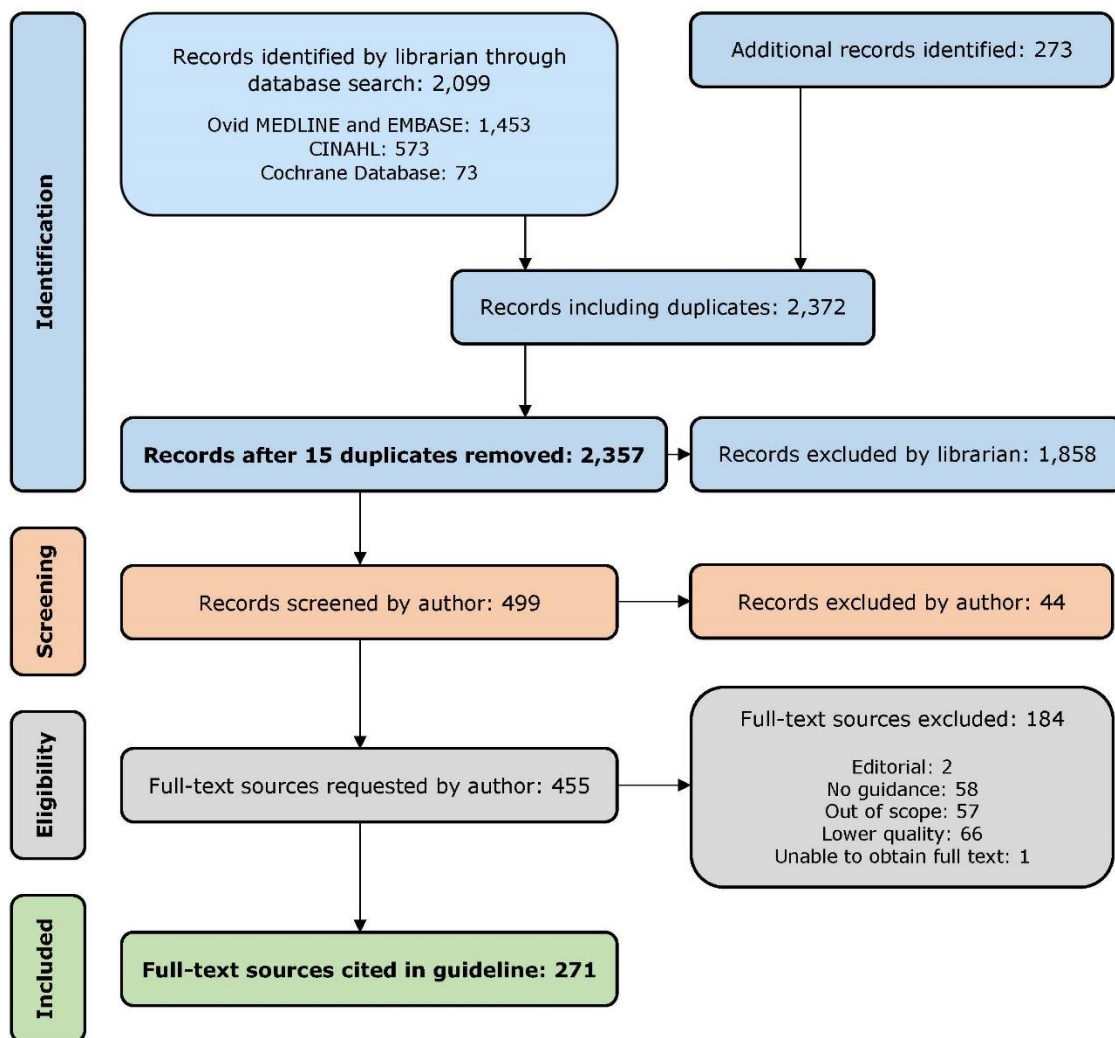 Identification
Records identified by librarian through
database search: 2,099
Ovid MEDLINE and EMBASE: 1,453
CINAHL: 573
Cochrane Database: 73
Additional records identified: 273
Records including duplicates: 2,372
Records after 15 duplicates removed: 2,357
Records excluded by librarian: 1,858
Screening
Records screened by author: 499
Records excluded by author: 44
Eligibility
Full-text sources requested by author: 455
Full-text sources excluded: 184
Editorial: 2
No guidance: 58
Out of scope: 57
Lower quality: 66
Unable to obtain full text: 1
Included
Full-text sources cited in guideline: 271